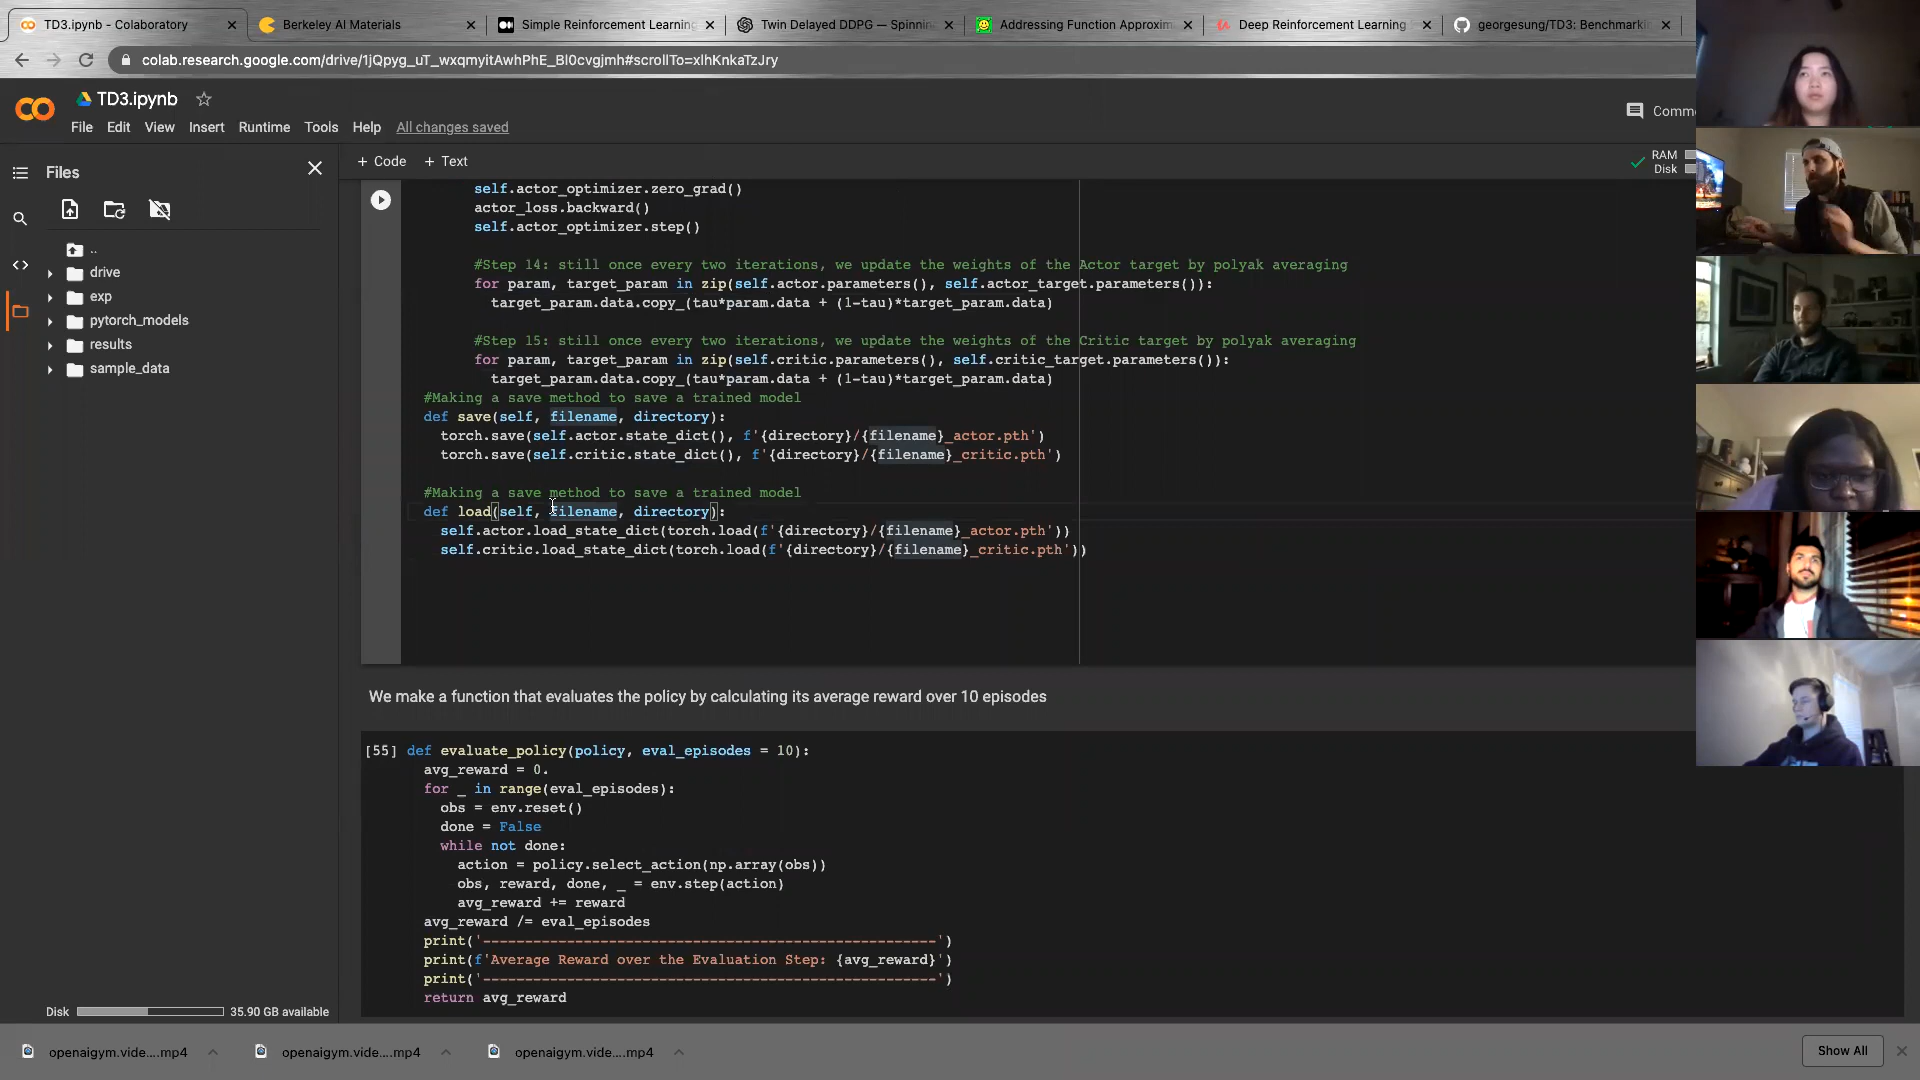 TD3.ipynb - Colaboratory
Berkeley AI Materials
Simple Reinforcement Learning
Twin Delayed DDPG — Spinnin
Addressing Function Approxim
Deep Reinforcement Learning
georgesung/TD3: Benchmarki
colab.research.google.com/drive/1jQpyg_uT_wxqmyitAwhPhE_Bl0cvgjmh#scrollTo=xlhKnkaTzJry
TD3.ipynb
File Edit View Insert Runtime Tools Help All changes saved
Comme
Files
+ Code + Text
RAM
Disk
..
drive
exp
pytorch_models
results
sample_data
self.actor_optimizer.zero_grad()
actor_loss.backward()
self.actor_optimizer.step()
#Step 14: still once every two iterations, we update the weights of the Actor target by polyak averaging
for param, target_param in zip(self.actor.parameters(), self.actor_target.parameters()):
target_param.data.copy_(tau*param.data + (1-tau)*target_param.data)
#Step 15: still once every two iterations, we update the weights of the Critic target by polyak averaging
for param, target_param in zip(self.critic.parameters(), self.critic_target.parameters()):
target_param.data.copy_(tau*param.data + (1-tau)*target_param.data)
#Making a save method to save a trained model
def save(self, filename, directory):
torch.save(self.actor.state_dict(), f'{directory}/{filename}_actor.pth')
torch.save(self.critic.state_dict(), f'{directory}/{filename}_critic.pth')
#Making a save method to save a trained model
def load(self, filename, directory):
self.actor.load_state_dict(torch.load(f'{directory}/{filename}_actor.pth'))
self.critic.load_state_dict(torch.load(f'{directory}/{filename}_critic.pth'))
We make a function that evaluates the policy by calculating its average reward over 10 episodes
[55] def evaluate_policy(policy, eval_episodes = 10):
avg_reward = 0.
for _ in range(eval_episodes):
obs = env.reset()
done = False
while not done:
action = policy.select_action(np.array(obs))
obs, reward, done, _ = env.step(action)
avg_reward += reward
avg_reward /= eval_episodes
print('------------------------------------------------------')
print(f'Average Reward over the Evaluation Step: {avg_reward}')
print('------------------------------------------------------')
return avg_reward
Disk 35.90 GB available
openaigym.vide....mp4
openaigym.vide....mp4
openaigym.vide....mp4
Show All